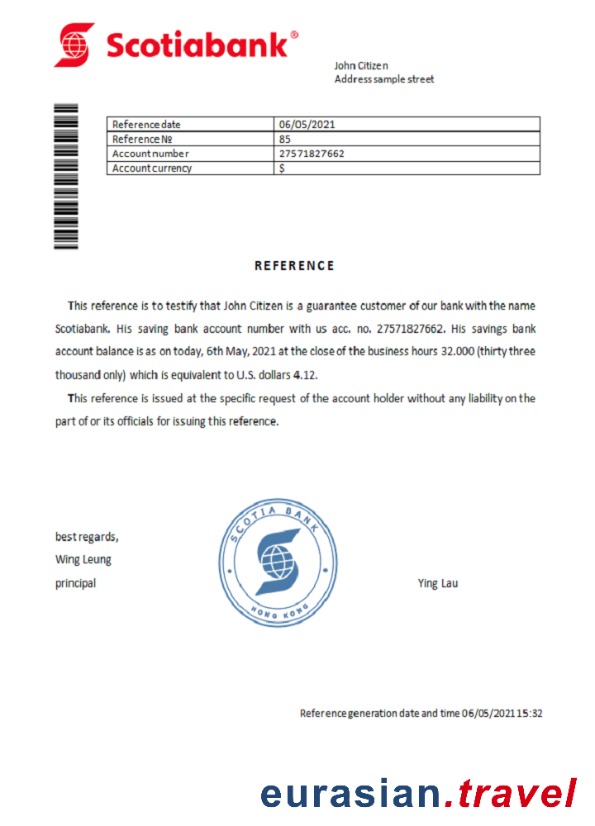 Scotiabank®
John Citizen
Address sample street
Reference date 06/05/2021
Reference № 85
Account number 27571827662
Account currency $
REFERENCE
This reference is to testify that John Citizen is a guarantee customer of our bank with the name
Scotiabank. His saving bank account number with us acc. no. 27571827662. His savings bank
account balance is as on today, 6th May, 2021 at the close of the business hours 32.000 (thirty three
thousand only) which is equivalent to U.S. dollars 4.12.
This reference is issued at the specific request of the account holder without any liability on the
part of or its officials for issuing this reference.
best regards,
Wing Leung
principal
SCOTIA BANK
HONG KONG
Ying Lau
Reference generation date and time 06/05/2021 15:32
eurasian.travel